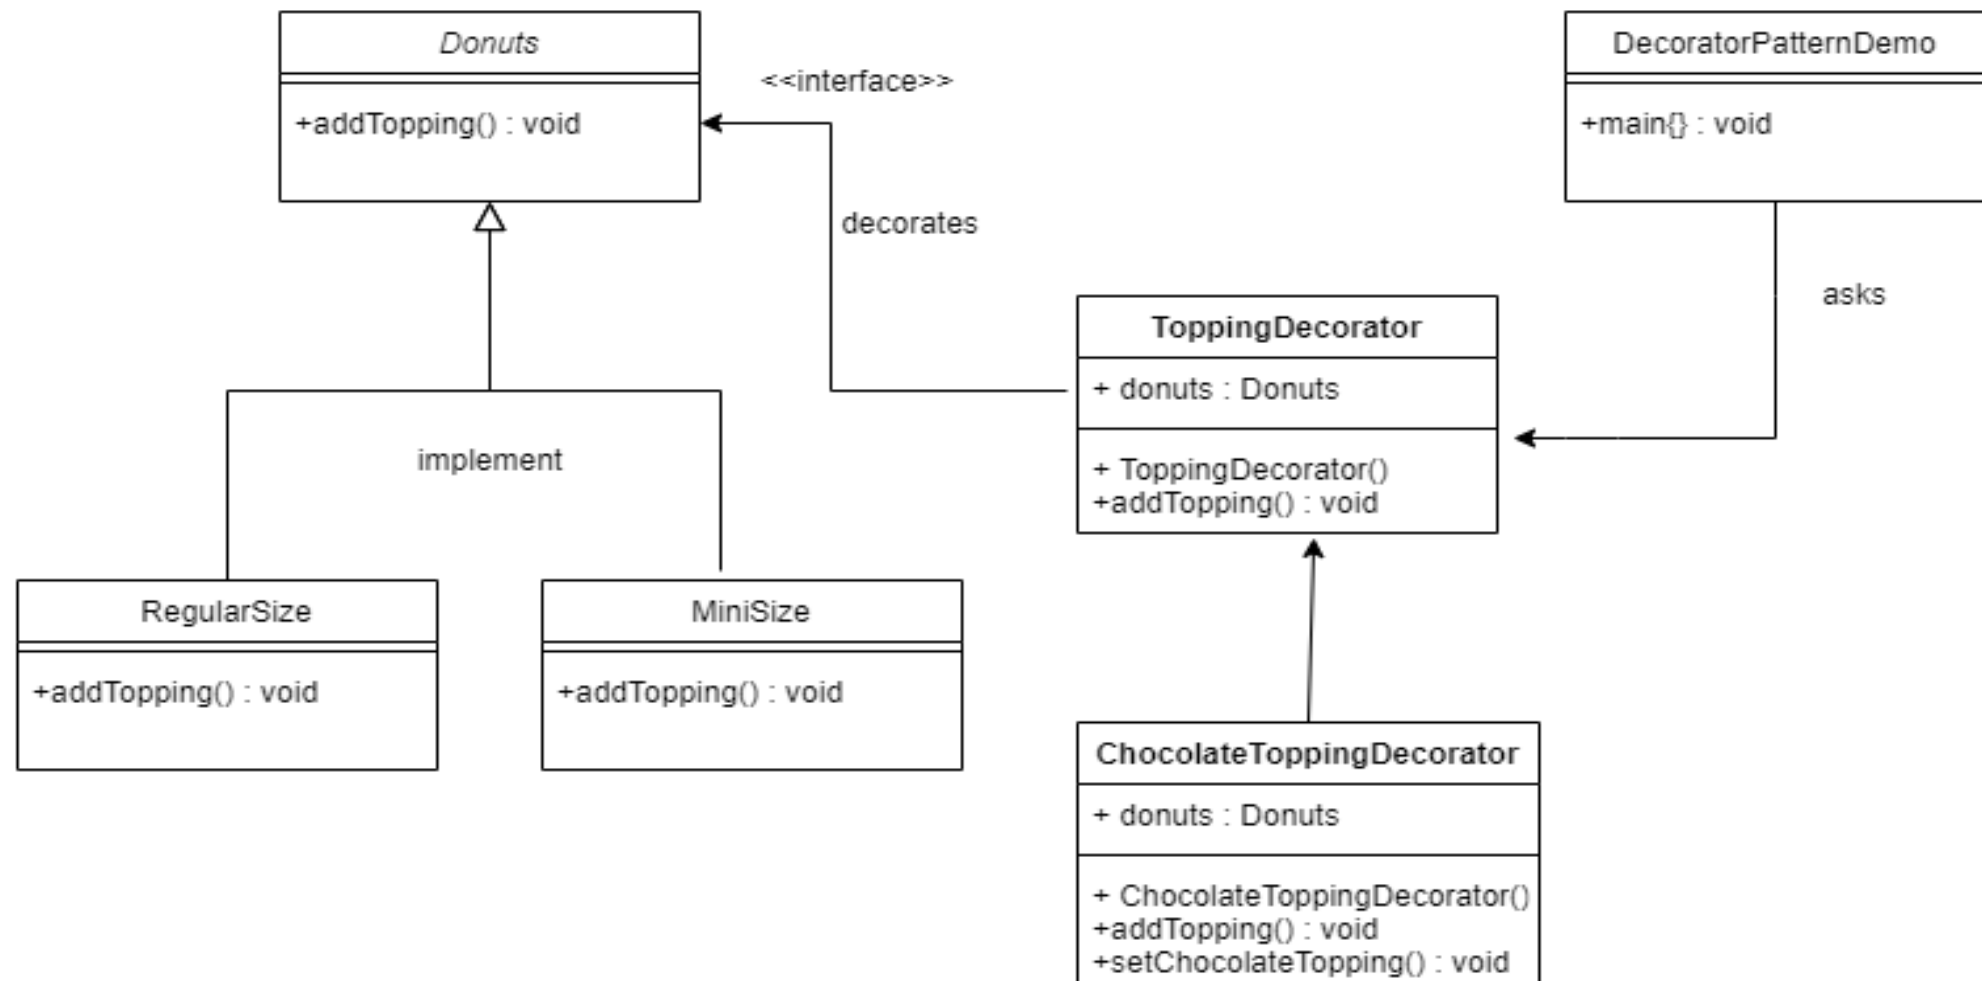 Donuts
+addTopping() : void
<<interface>>
DecoratorPatternDemo
+main{} : void
decorates
asks
ToppingDecorator
+ donuts : Donuts
+ ToppingDecorator()
+addTopping() : void
implement
RegularSize
+addTopping() : void
MiniSize
+addTopping() : void
ChocolateToppingDecorator
+ donuts : Donuts
+ ChocolateToppingDecorator()
+addTopping() : void
+setChocolateTopping() : void